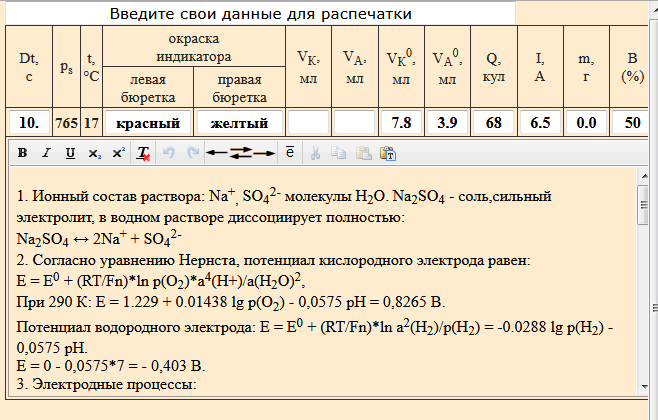 Введите свои данные для распечатки
Dt, с
ps
t, °C
окраска индикатора
левая бюретка
правая бюретка
VК, мл
VА, мл
VК0, мл
VА0, мл
Q, кул
I, А
m, г
В (%)
10. 765 17 красный желтый 7.8 3.9 68 6.5 0.0 50
B I U x₂ x² T ē
1. Ионный состав раствора: Na⁺, SO4²⁻ молекулы H2O. Na2SO4 - соль,сильный
электролит, в водном растворе диссоциирует полностью:
Na2SO4 ↔ 2Na⁺ + SO4²⁻
2. Согласно уравнению Нернста, потенциал кислородного электрода равен:
E = E⁰ + (RT/Fn)*ln p(O2)*a⁴(H+)/a(H2O)²,
При 290 К: E = 1.229 + 0.01438 lg p(O2) - 0,0575 pH = 0,8265 В.
Потенциал водородного электрода: E = E⁰ + (RT/Fn)*ln a²(H2)/p(H2) = -0.0288 lg p(H2) -
0,0575 pH.
E = 0 - 0,0575*7 = - 0,403 В.
3. Электродные процессы: